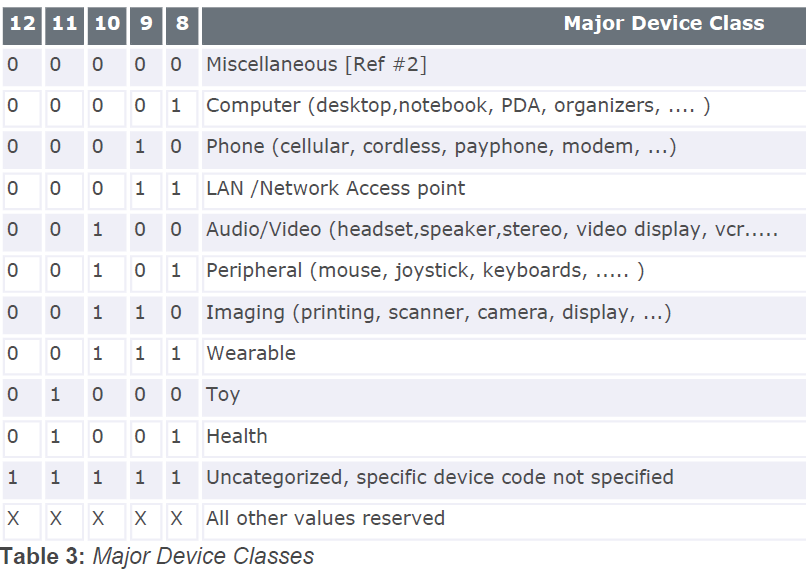 12 11 10 9 8 Major Device Class
0 0 0 0 0 Miscellaneous [Ref #2]
0 0 0 0 1 Computer (desktop,notebook, PDA, organizers, .... )
0 0 0 1 0 Phone (cellular, cordless, payphone, modem, ...)
0 0 0 1 1 LAN /Network Access point
0 0 1 0 0 Audio/Video (headset,speaker,stereo, video display, vcr.....
0 0 1 0 1 Peripheral (mouse, joystick, keyboards, ..... )
0 0 1 1 0 Imaging (printing, scanner, camera, display, ...)
0 0 1 1 1 Wearable
0 1 0 0 0 Toy
0 1 0 0 1 Health
1 1 1 1 1 Uncategorized, specific device code not specified
X X X X X All other values reserved
Table 3: Major Device Classes